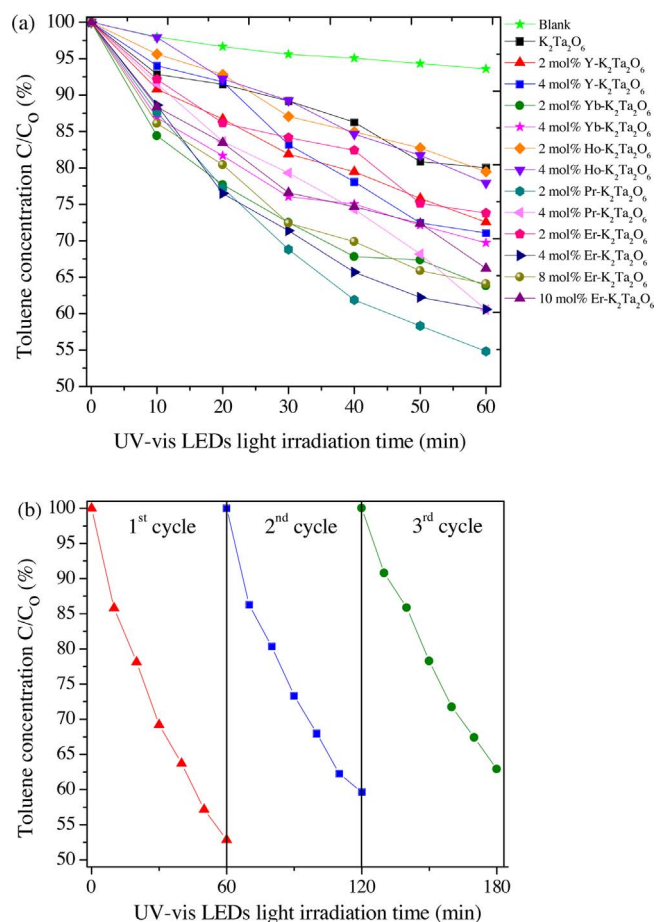 (a)
Toluene concentration C/C₀ (%)
100
95
90
85
80
75
70
65
60
55
50
0 10 20 30 40 50 60
UV-vis LEDs light irradiation time (min)
Blank
K₂Ta₂O₆
2 mol% Y-K₂Ta₂O₆
4 mol% Y-K₂Ta₂O₆
2 mol% Yb-K₂Ta₂O₆
4 mol% Yb-K₂Ta₂O₆
2 mol% Ho-K₂Ta₂O₆
4 mol% Ho-K₂Ta₂O₆
2 mol% Pr-K₂Ta₂O₆
4 mol% Pr-K₂Ta₂O₆
2 mol% Er-K₂Ta₂O₆
4 mol% Er-K₂Ta₂O₆
8 mol% Er-K₂Ta₂O₆
10 mol% Er-K₂Ta₂O₆
(b)
Toluene concentration C/C₀ (%)
100
95
90
85
80
75
70
65
60
55
50
1st cycle 2nd cycle 3rd cycle
0 60 120 180
UV-vis LEDs light irradiation time (min)